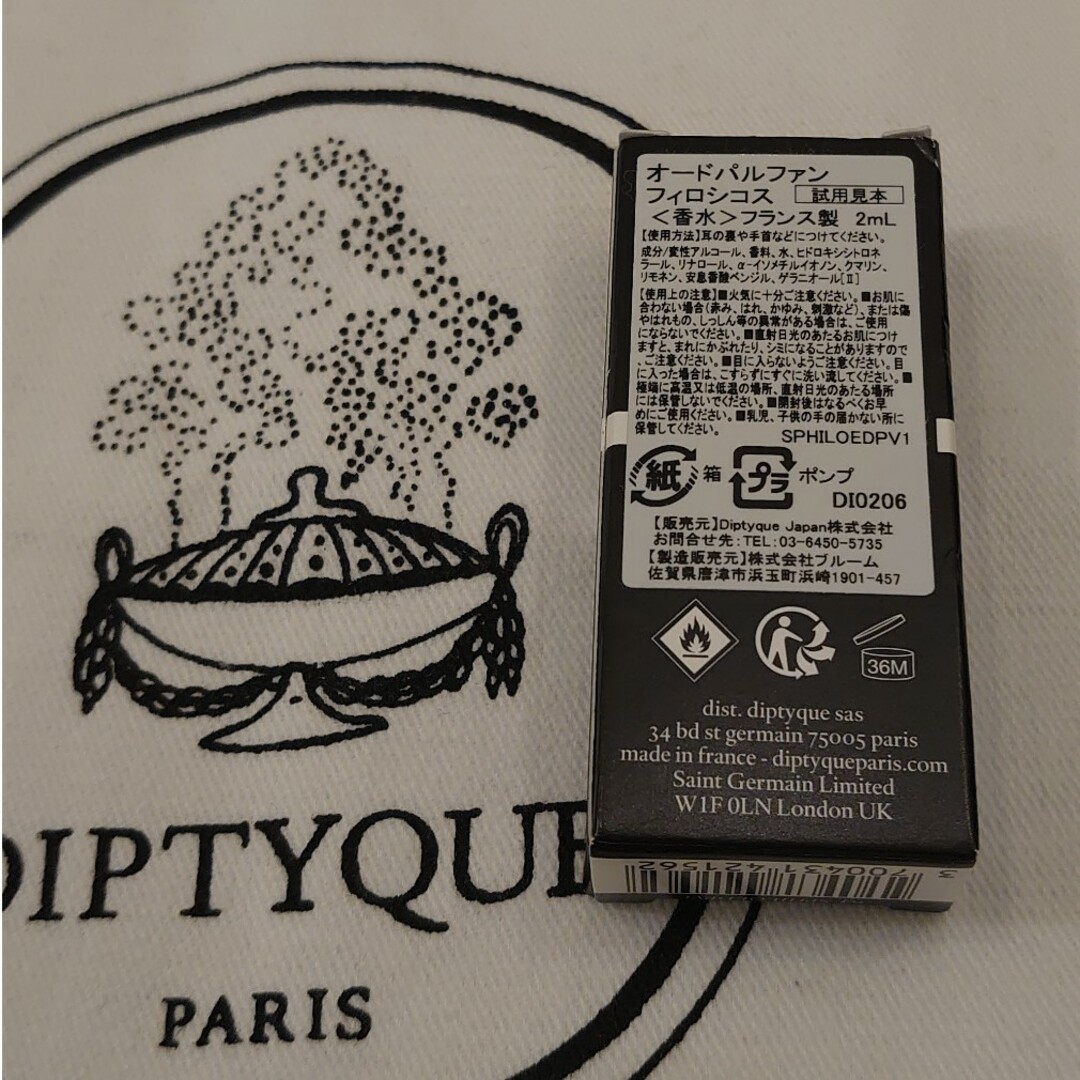 DIPTYQUE
PARIS
オードパルファン
フィロシコス 試用見本
＜香水＞フランス製 2mL
【使用方法】耳の裏や手首などにつけてください。
成分/変性アルコール、香料、水、ヒドロキシシトロネ
ラール、リナロール、α-イソメチルイオノン、クマリン、
リモネン、安息香酸ベンジル、ゲラニオール[Ⅱ]
【使用上の注意】■火気に十分ご注意ください。■お肌に
合わない場合(赤み、はれ、かゆみ、刺激など)、または傷
やはれもの、しっしん等の異常がある場合は、ご使用
にならないでください。■直射日光のあたるお肌につけ
ますと、まれにかぶれたり、シミになることがありますので
、ご注意ください。■目に入らないようご注意ください。目
に入った場合は、こすらずにすぐに洗い流してください。■
極端に高温又は低温の場所、直射日光のあたる場所
には保管しないでください。■開封後はなるべくお早
めにご使用ください。■乳児、子供の手の届かない所に
保管してください。
SPHILOEDPV1
紙 箱 プラ ポンプ
DI0206
【販売元】Diptyque Japan株式会社
お問合せ先：TEL:03-6450-5735
【製造販売元】株式会社ブルーム
佐賀県唐津市浜玉町浜崎1901-457
36M
dist. diptyque sas
34 bd st germain 75005 paris
made in france - diptyqueparis.com
Saint Germain Limited
W1F 0LN London UK
3 700431 421562